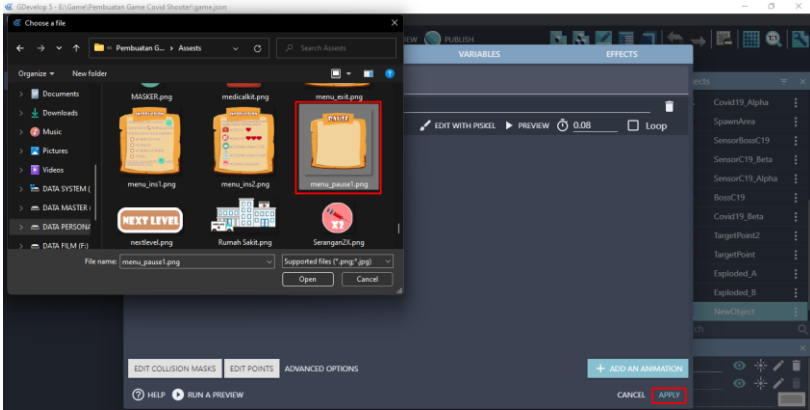 GDevelop 5 - E:\Game\Pembuatan Game Covid Shooter\game.json
Choose a file
Pembuatan G... > Assests
Search Assests
Organize
New folder
Documents
Downloads
Music
Pictures
Videos
DATA SYSTEM (
DATA MASTER
DATA PERSONA
DATA FILM (F:)
MASKER.png
medicalkit.png
menu_exit.png
PAUSE
menu_ins1.png
menu_ins2.png
menu_pause1.png
NEXT LEVEL
X2
nextlevel.png
Rumah Sakit.png
Serangan2X.png
File name:
menu_pause1.png
Supported files (*.png;*.jpg)
Open
Cancel
PUBLISH
VARIABLES
EFFECTS
EDIT WITH PISKEL
PREVIEW
0.08
Loop
ects
Covid19_Alpha
SpawnArea
SensorBossC19
SensorC19_Beta
SensorC19_Alpha
BossC19
Covid19_Beta
TargetPoint2
TargetPoint
Exploded_A
Exploded_B
NewObject
EDIT COLLISION MASKS
EDIT POINTS
ADVANCED OPTIONS
+ ADD AN ANIMATION
HELP
RUN A PREVIEW
CANCEL
APPLY